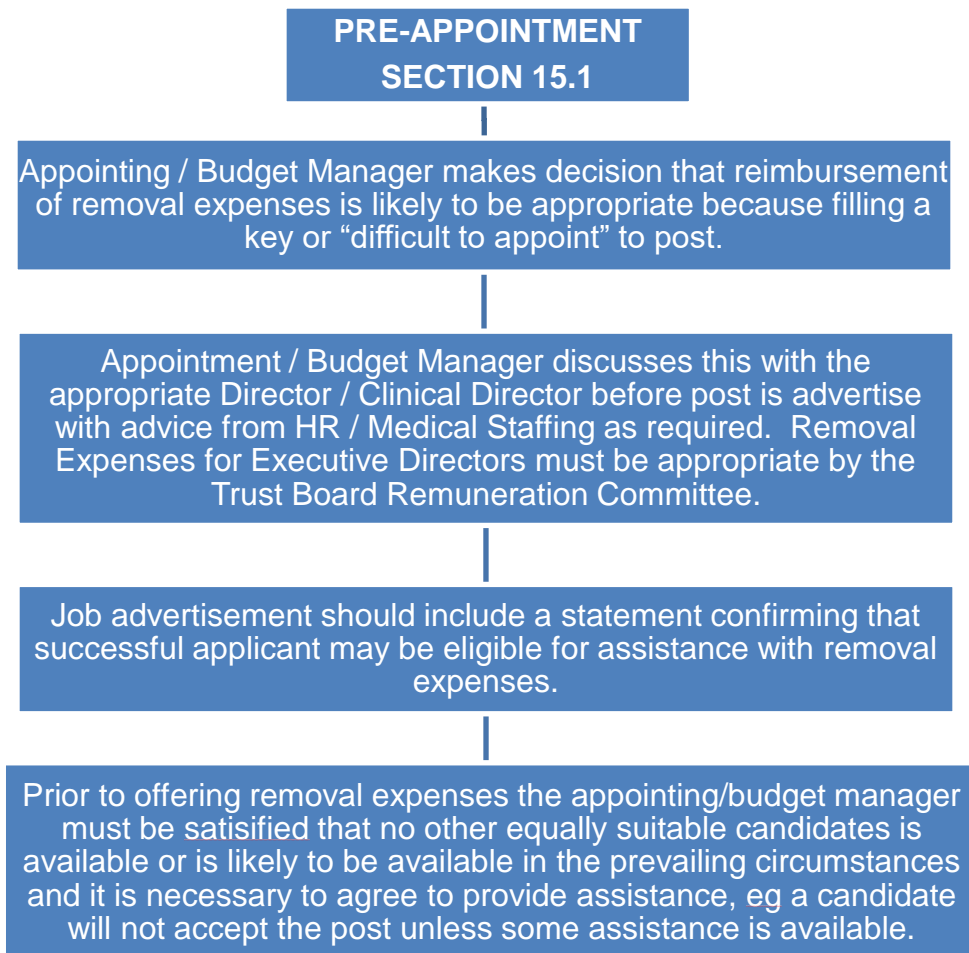 PRE-APPOINTMENT
SECTION 15.1
Appointing / Budget Manager makes decision that reimbursement
of removal expenses is likely to be appropriate because filling a
key or “difficult to appoint” to post.
Appointment / Budget Manager discusses this with the
appropriate Director / Clinical Director before post is advertise
with advice from HR / Medical Staffing as required.  Removal
Expenses for Executive Directors must be appropriate by the
Trust Board Remuneration Committee.
Job advertisement should include a statement confirming that
successful applicant may be eligible for assistance with removal
expenses.
Prior to offering removal expenses the appointing/budget manager
must be satisified that no other equally suitable candidates is
available or is likely to be available in the prevailing circumstances
and it is necessary to agree to provide assistance, eg a candidate
will not accept the post unless some assistance is available.